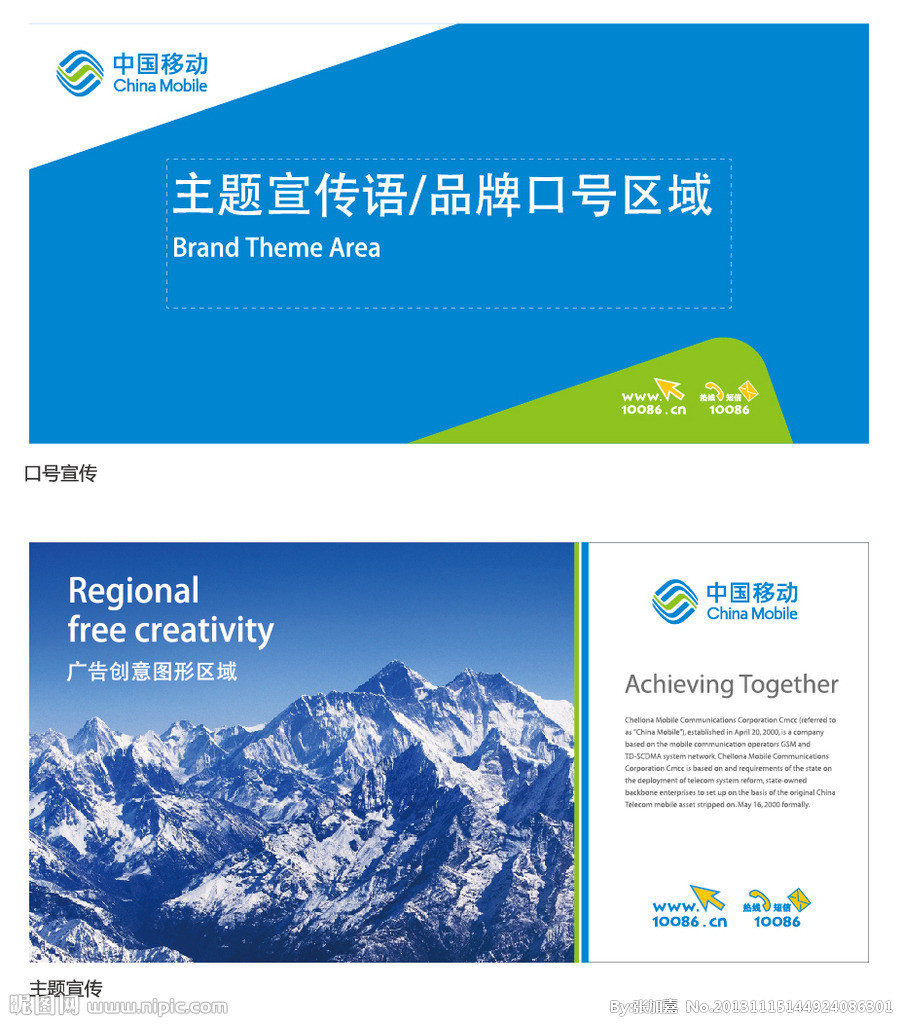 中国移动
China Mobile
主题宣传语/品牌口号区域
Brand Theme Area
www.
10086.cn
热线 短信
10086
口号宣传
Regional
free creativity
广告创意图形区域
中国移动
China Mobile
Achieving Together
Chellona Mobile Communications Corporation Cmcc (referred to
as "China Mobile"), established in April 20, 2000, is a company
based on the mobile communication operators GSM and
TD-SCDMA system network. Chellona Mobile Communications
Corporation Cmcc is based on and requirements of the state on
the deployment of telecom system reform, state-owned
backbone enterprises to set up on the basis of the original China
Telecom mobile asset stripped on. May 16, 2000 formally.
www.
10086.cn
热线 短信
10086
主题宣传
昵图网 www.nipic.com
By:张加嘉 No.20131115144924086301